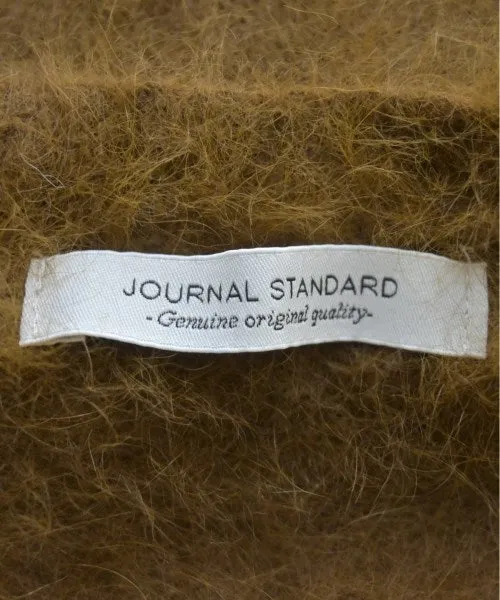 JOURNAL STANDARD
-Genuine original quality-